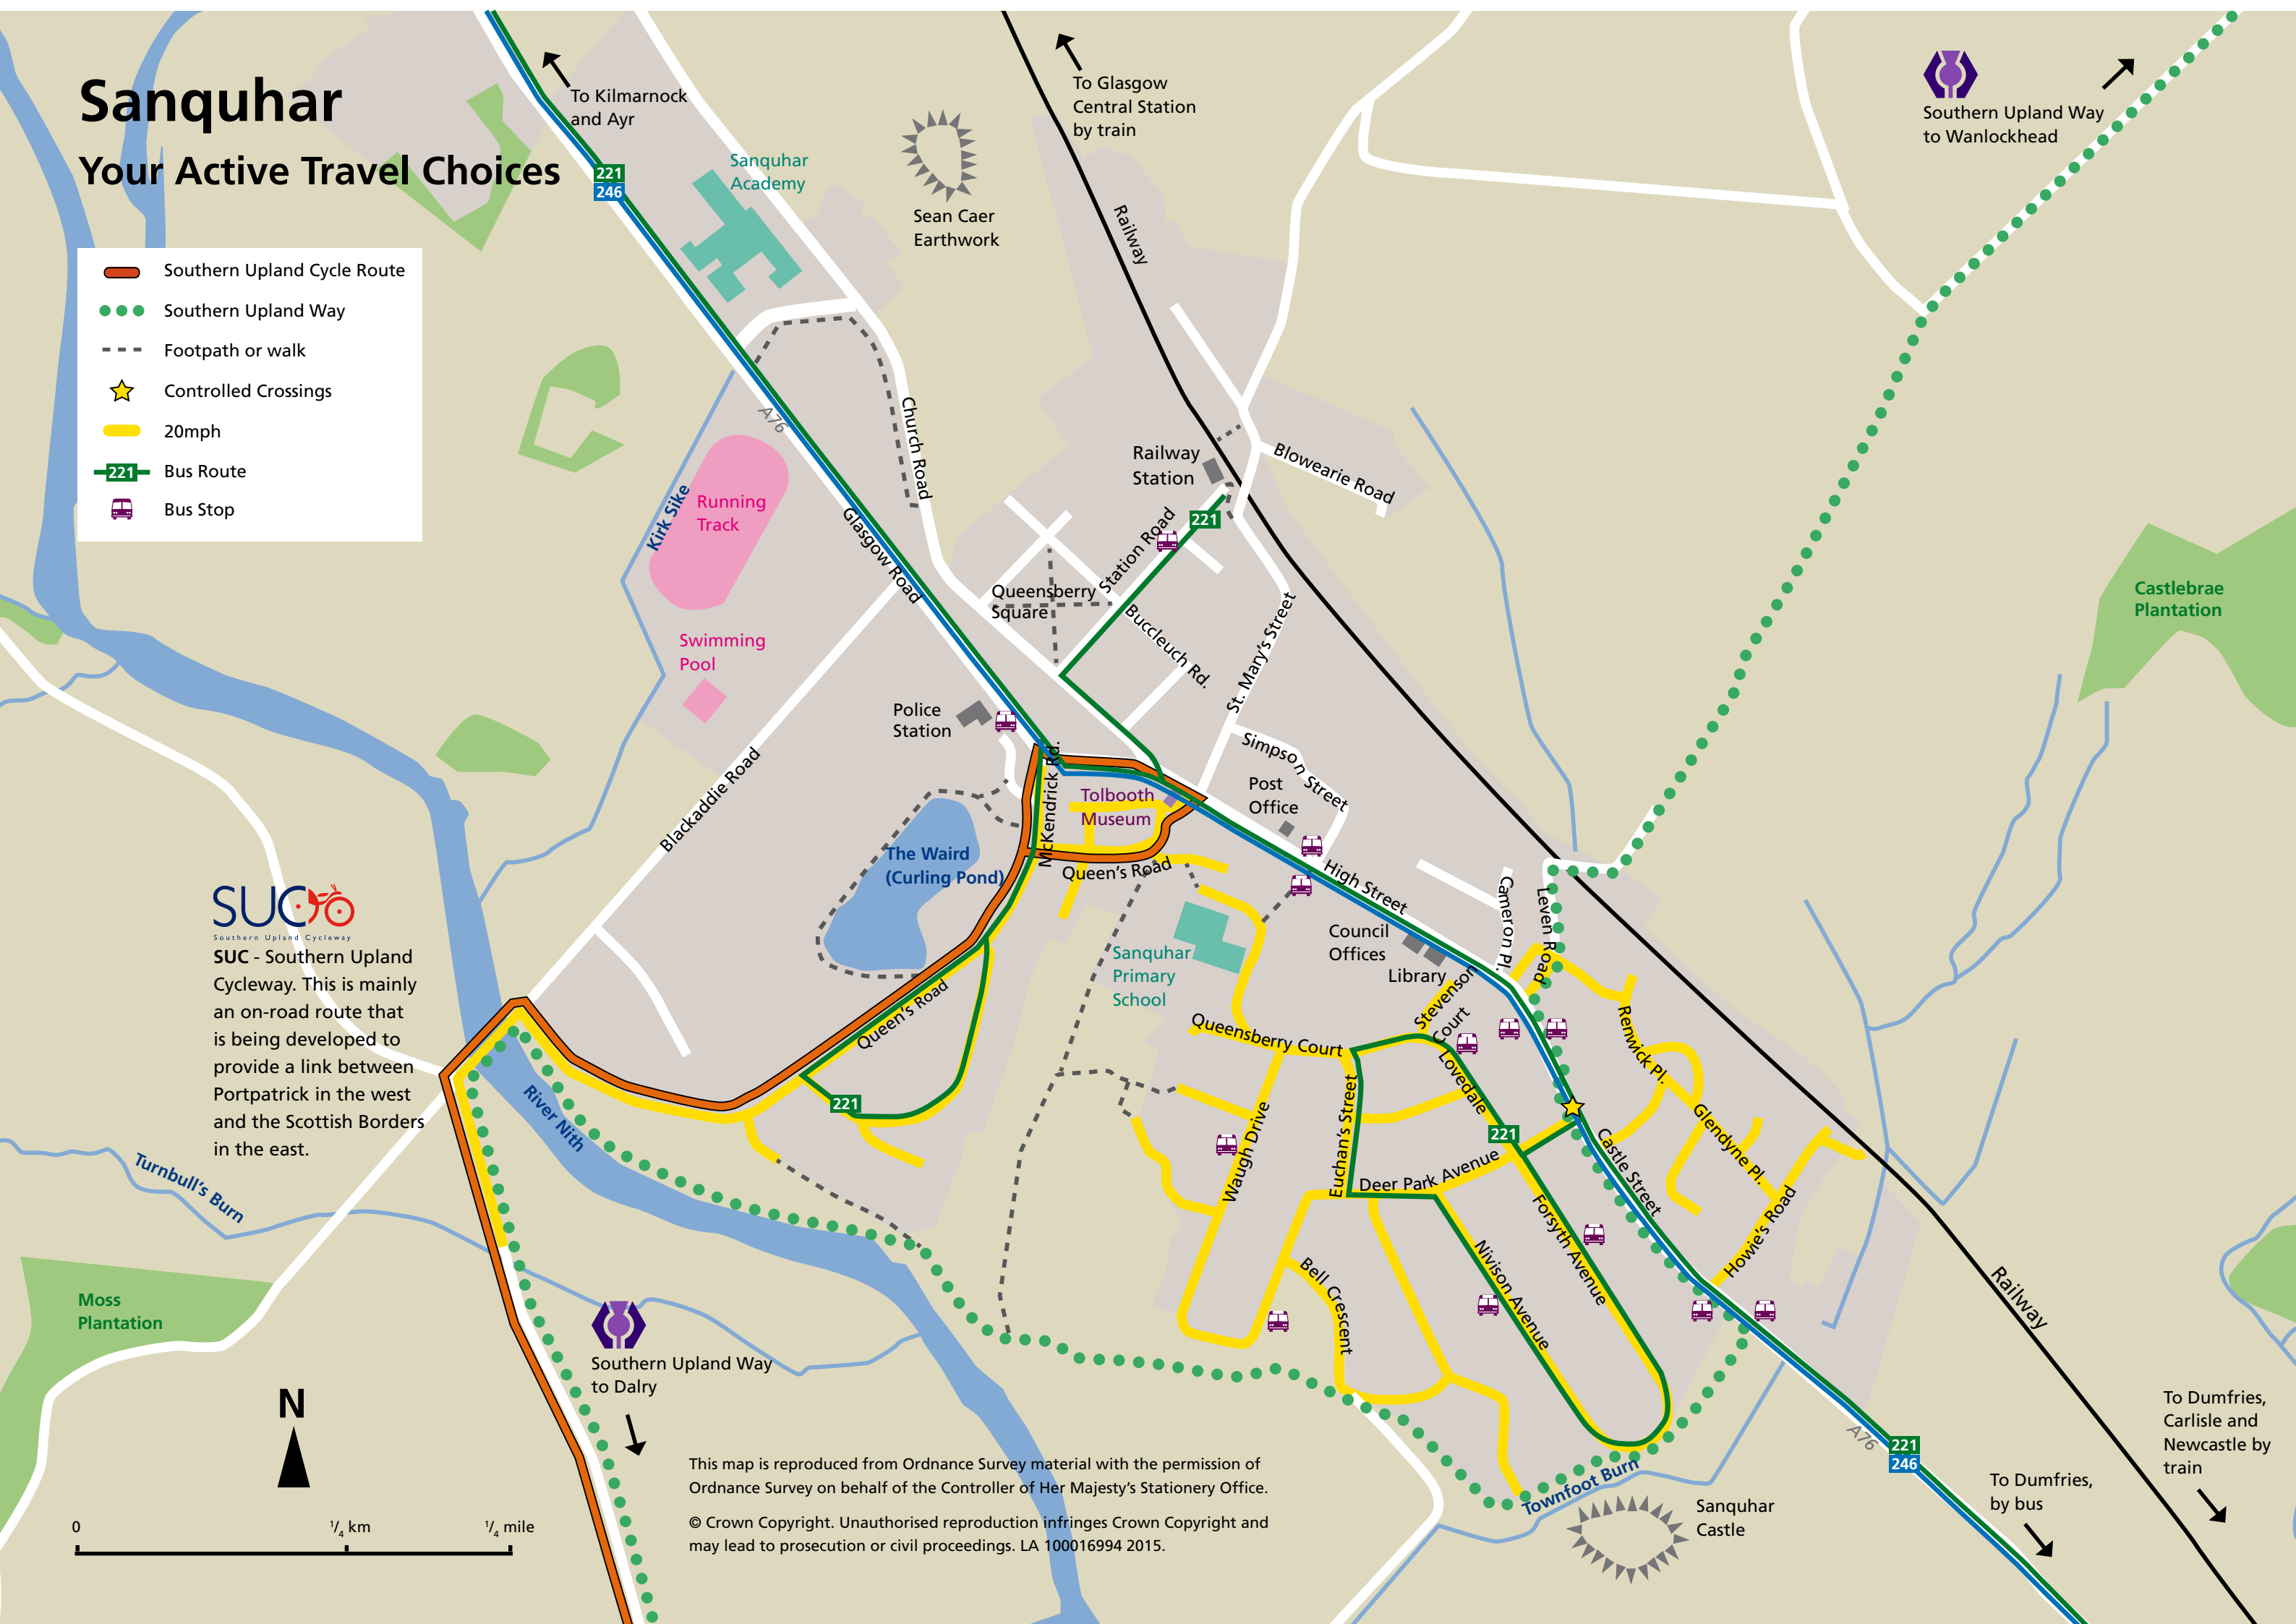 Sanquhar
Your Active Travel Choices
Southern Upland Cycle Route
Southern Upland Way
Footpath or walk
Controlled Crossings
20mph
221
Bus Route
Bus Stop
To Kilmarnock
and Ayr
221
246
Sanquhar
Academy
Sean Caer
Earthwork
To Glasgow
Central Station
by train
Railway
Southern Upland Way
to Wanlockhead
A76
Church Road
Running
Track
Kirk Sike
Glasgow Road
Swimming
Pool
Railway
Station
Blowearie Road
221
Station Road
Queensberry
Square
Buccleuch Rd.
St. Mary's Street
Castlebrae
Plantation
Police
Station
Blackaddie Road
McKendrick Rd.
Simpson Street
Post
Office
Tolbooth
Museum
The Waird
(Curling Pond)
Queen's Road
High Street
Cameron Pl.
Leven Road
Council
Offices
Library
Sanquhar
Primary
School
Stevenson
Court
Queensberry Court
Queen's Road
Renwick Pl.
Lovedale
SUC
Southern Upland Cycleway
SUC - Southern Upland
Cycleway. This is mainly
an on-road route that
is being developed to
provide a link between
Portpatrick in the west
and the Scottish Borders
in the east.
River Nith
221
221
Euchan's Street
Waugh Drive
Deer Park Avenue
Castle Street
Glendyne Pl.
Howie's Road
Forsyth Avenue
Nivison Avenue
Bell Crescent
Turnbull's Burn
Moss
Plantation
Southern Upland Way
to Dalry
Railway
N
0
1/4 km
1/4 mile
This map is reproduced from Ordnance Survey material with the permission of
Ordnance Survey on behalf of the Controller of Her Majesty's Stationery Office.
© Crown Copyright. Unauthorised reproduction infringes Crown Copyright and
may lead to prosecution or civil proceedings. LA 100016994 2015.
Townfoot Burn
Sanquhar
Castle
A76
221
246
To Dumfries,
by bus
To Dumfries,
Carlisle and
Newcastle by
train